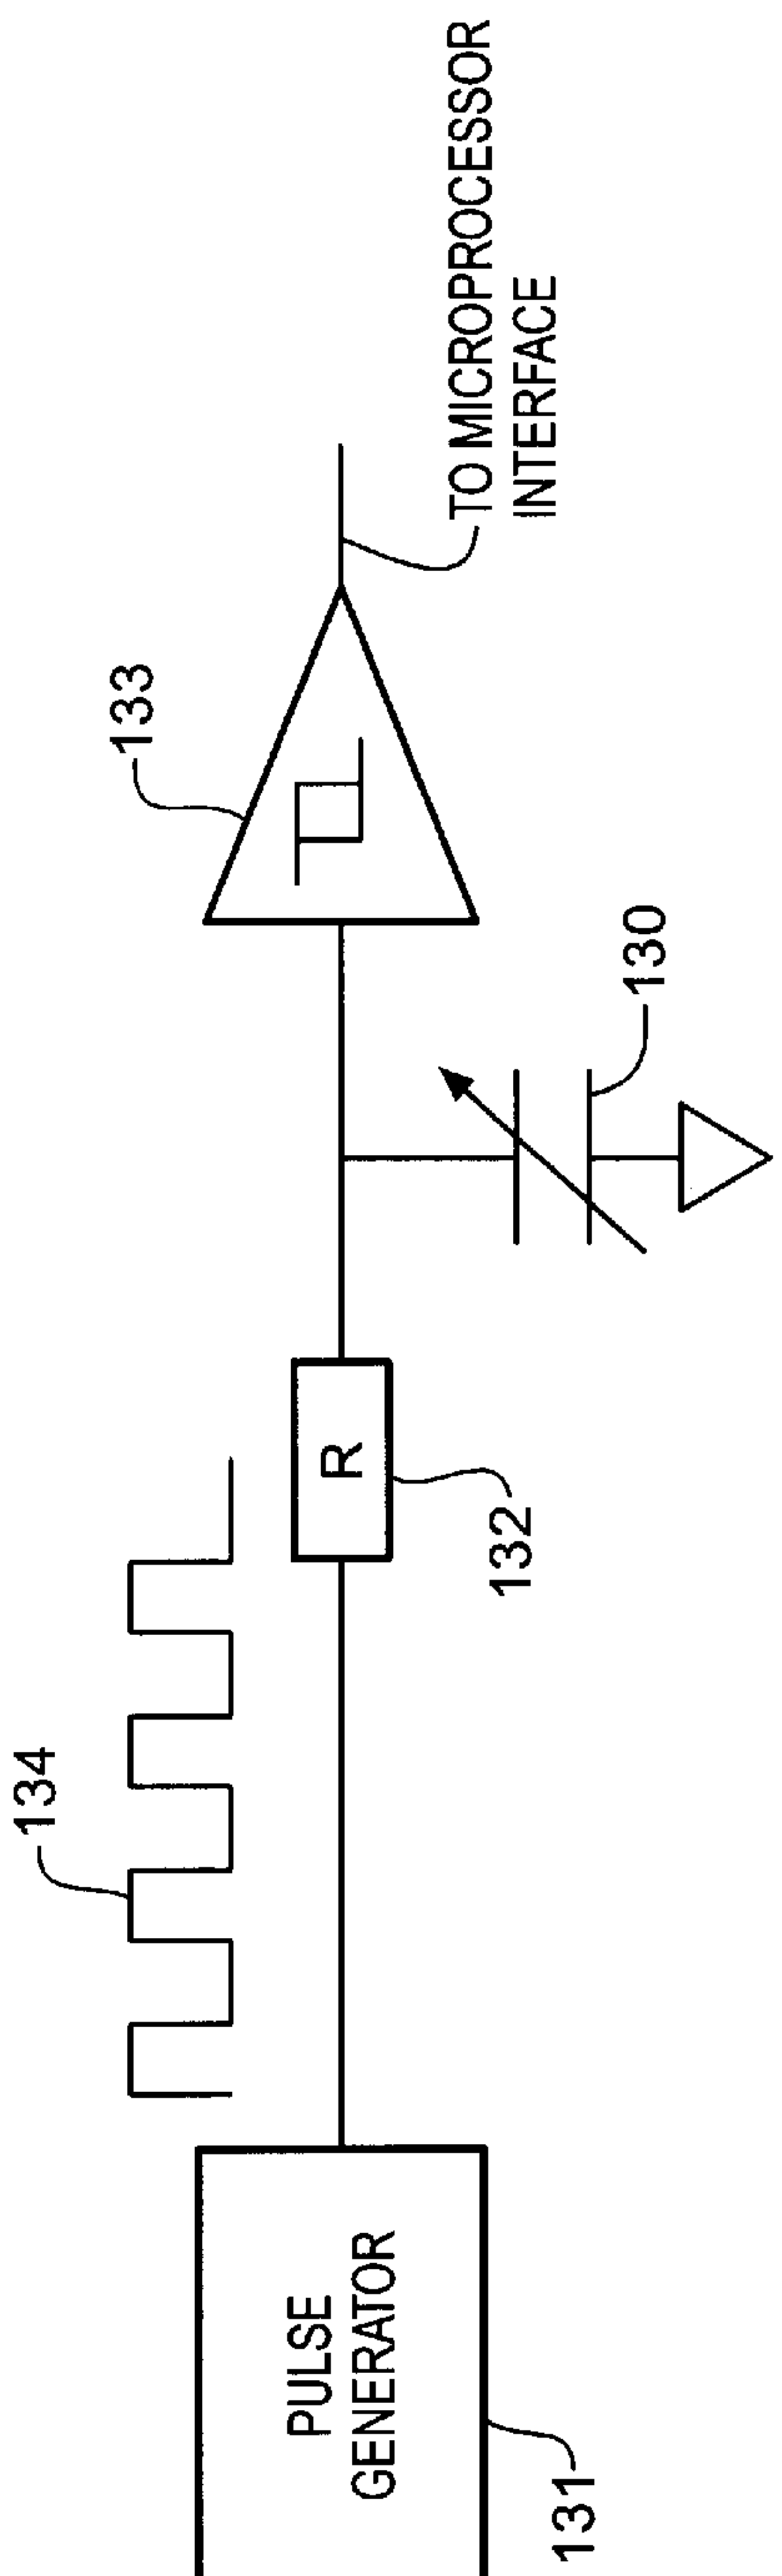 134
133
PULSE
GENERATOR
R
TO MICROPROCESSOR
INTERFACE
131
132
130